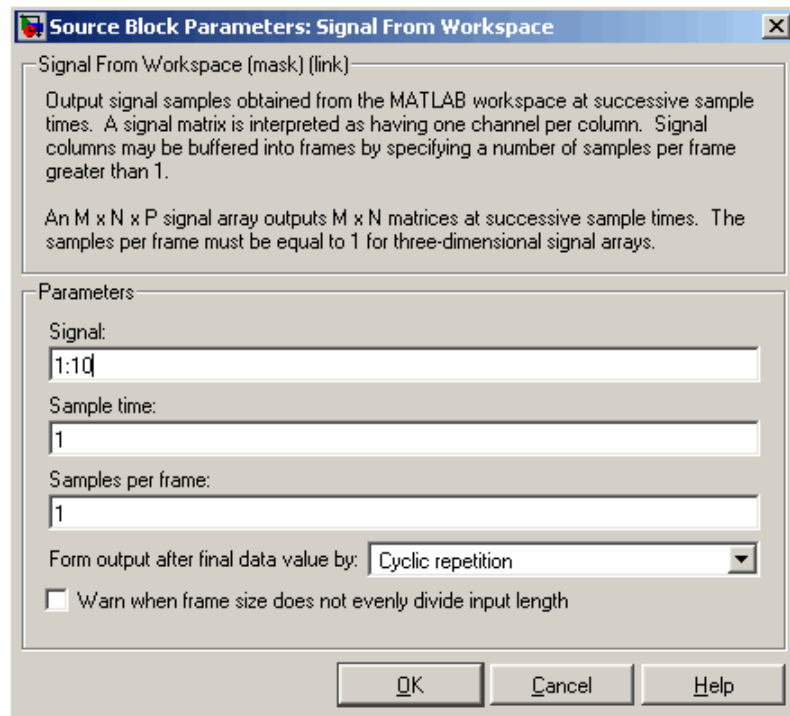 Source Block Parameters: Signal From Workspace
Signal From Workspace (mask) (link)
Output signal samples obtained from the MATLAB workspace at successive sample
times. A signal matrix is interpreted as having one channel per column. Signal
columns may be buffered into frames by specifying a number of samples per frame
greater than 1.
An M x N x P signal array outputs M x N matrices at successive sample times. The
samples per frame must be equal to 1 for three-dimensional signal arrays.
Parameters
Signal:
1:10
Sample time:
1
Samples per frame:
1
Form output after final data value by: Cyclic repetition
Warn when frame size does not evenly divide input length
OK Cancel Help